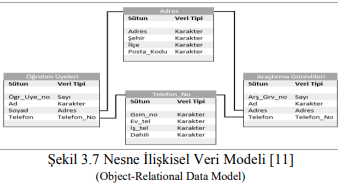 Adres
Sütun Veri Tipi
Adres Karakter
Şehir Karakter
İlçe Karakter
Posta_Kodu Karakter
Öğretim Üyeleri
Sütun Veri Tipi
Öğr_Uye_no Sayı
Ad Karakter
Soyad Adres
Telefon Telefon_No
Telefon_No
Sütun Veri Tipi
Gsm_no Karakter
Ev_tel Karakter
İş_tel Karakter
Dahili Karakter
Araştırma Görevlileri
Sütun Veri Tipi
Arş_Grv_no Sayı
Ad Karakter
Adres Adres
Telefon Telefon_No
Şekil 3.7 Nesne İlişkisel Veri Modeli [11]
(Object-Relational Data Model)